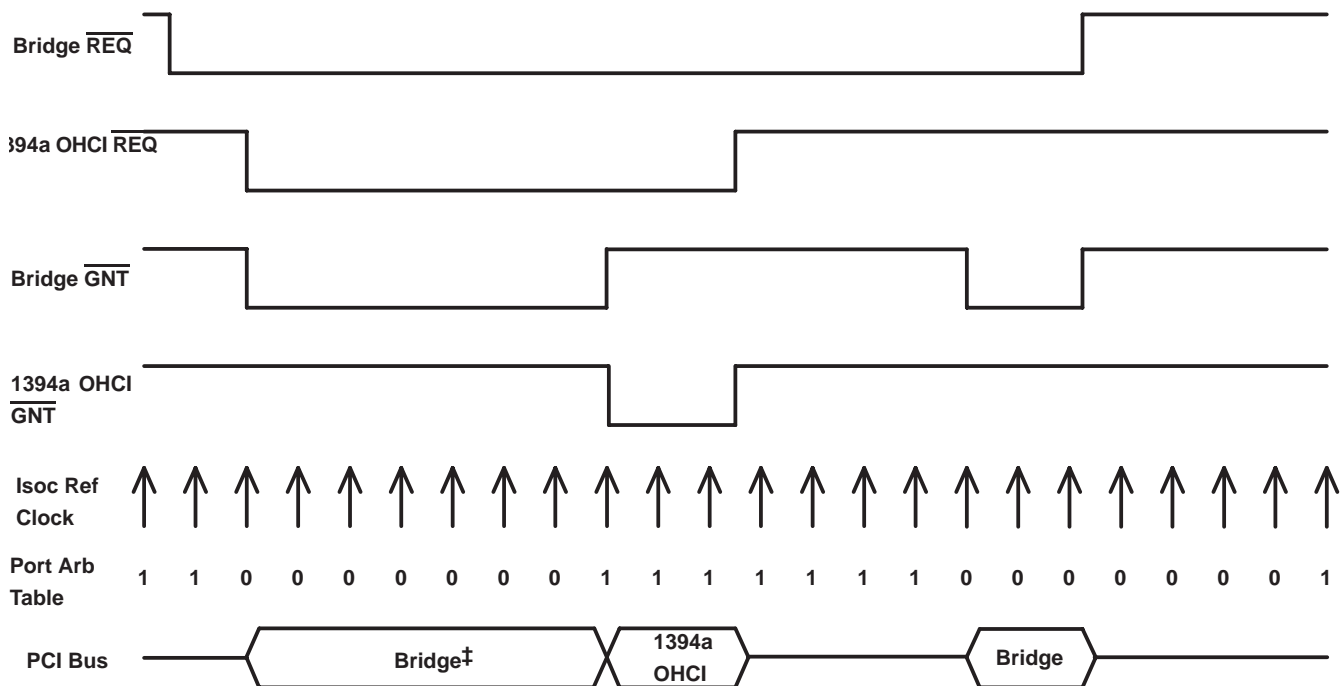 Bridge REQ
394a OHCI REQ
Bridge GNT
1394a OHCI
GNT
Isoc Ref
Clock
Port Arb
Table
1 1 0 0 0 0 0 0 0 1 1 1 1 1 1 1 0 0 0 0 0 0 0 1
PCI Bus
Bridge‡
1394a
OHCI
Bridge